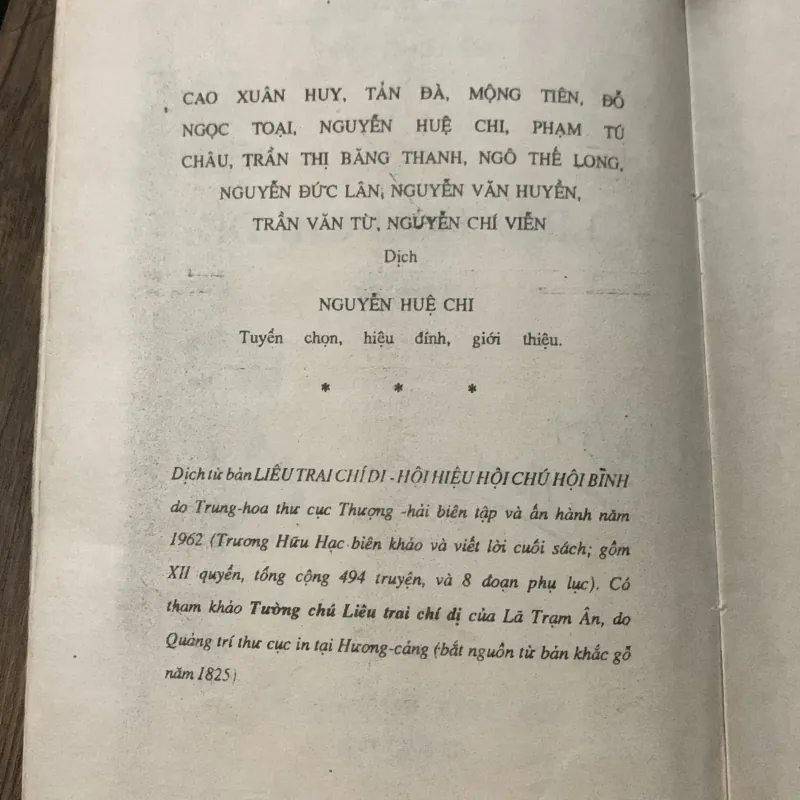 CAO XUÂN HUY, TẢN ĐÀ, MỘNG TIÊN, ĐỖ
NGỌC TOẠI, NGUYỄN HUỆ CHI, PHẠM TÚ
CHÂU, TRẦN THỊ BĂNG THANH, NGÔ THẾ LONG,
NGUYỄN ĐỨC LÂN, NGUYỄN VĂN HUYỀN,
TRẦN VĂN TỪ, NGUYỄN CHÍ VIỄN
Dịch
NGUYỄN HUỆ CHI
Tuyển chọn, hiệu đính, giới thiệu.
* * *
Dịch từ bản LIÊU TRAI CHÍ DỊ - HỘI HIỆU HỘI CHÚ HỘI BÌNH
do Trung-hoa thư cục Thượng -hải biên tập và ấn hành năm
1962 (Trương Hữu Hạc biên khảo và viết lời cuối sách; gồm
XII quyển, tổng cộng 494 truyện, và 8 đoạn phụ lục). Có
tham khảo Tường chú Liêu trai chí dị của Lã Trạm Ân, do
Quảng trí thư cục in tại Hương-cảng (bắt nguồn từ bản khắc gỗ
năm 1825)